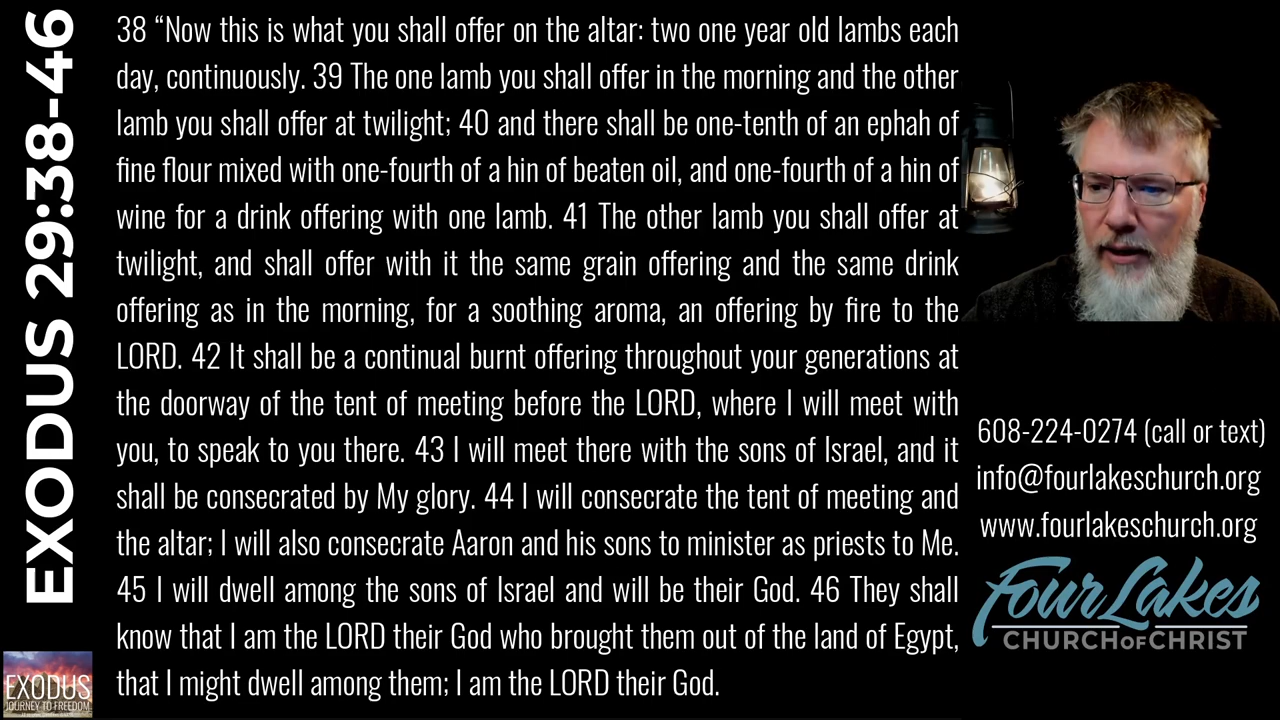 EXODUS 29:38-46
38 “Now this is what you shall offer on the altar: two one year old lambs each
day, continuously. 39 The one lamb you shall offer in the morning and the other
lamb you shall offer at twilight; 40 and there shall be one-tenth of an ephah of
fine flour mixed with one-fourth of a hin of beaten oil, and one-fourth of a hin of
wine for a drink offering with one lamb. 41 The other lamb you shall offer at
twilight, and shall offer with it the same grain offering and the same drink
offering as in the morning, for a soothing aroma, an offering by fire to the
LORD. 42 It shall be a continual burnt offering throughout your generations at
the doorway of the tent of meeting before the LORD, where I will meet with
you, to speak to you there. 43 I will meet there with the sons of Israel, and it
shall be consecrated by My glory. 44 I will consecrate the tent of meeting and
the altar; I will also consecrate Aaron and his sons to minister as priests to Me.
45 I will dwell among the sons of Israel and will be their God. 46 They shall
know that I am the LORD their God who brought them out of the land of Egypt,
that I might dwell among them; I am the LORD their God.
608-224-0274 (call or text)
info@fourlakeschurch.org
www.fourlakeschurch.org
Four Lakes
CHURCH OF CHRIST
EXODUS
JOURNEY TO FREEDOM